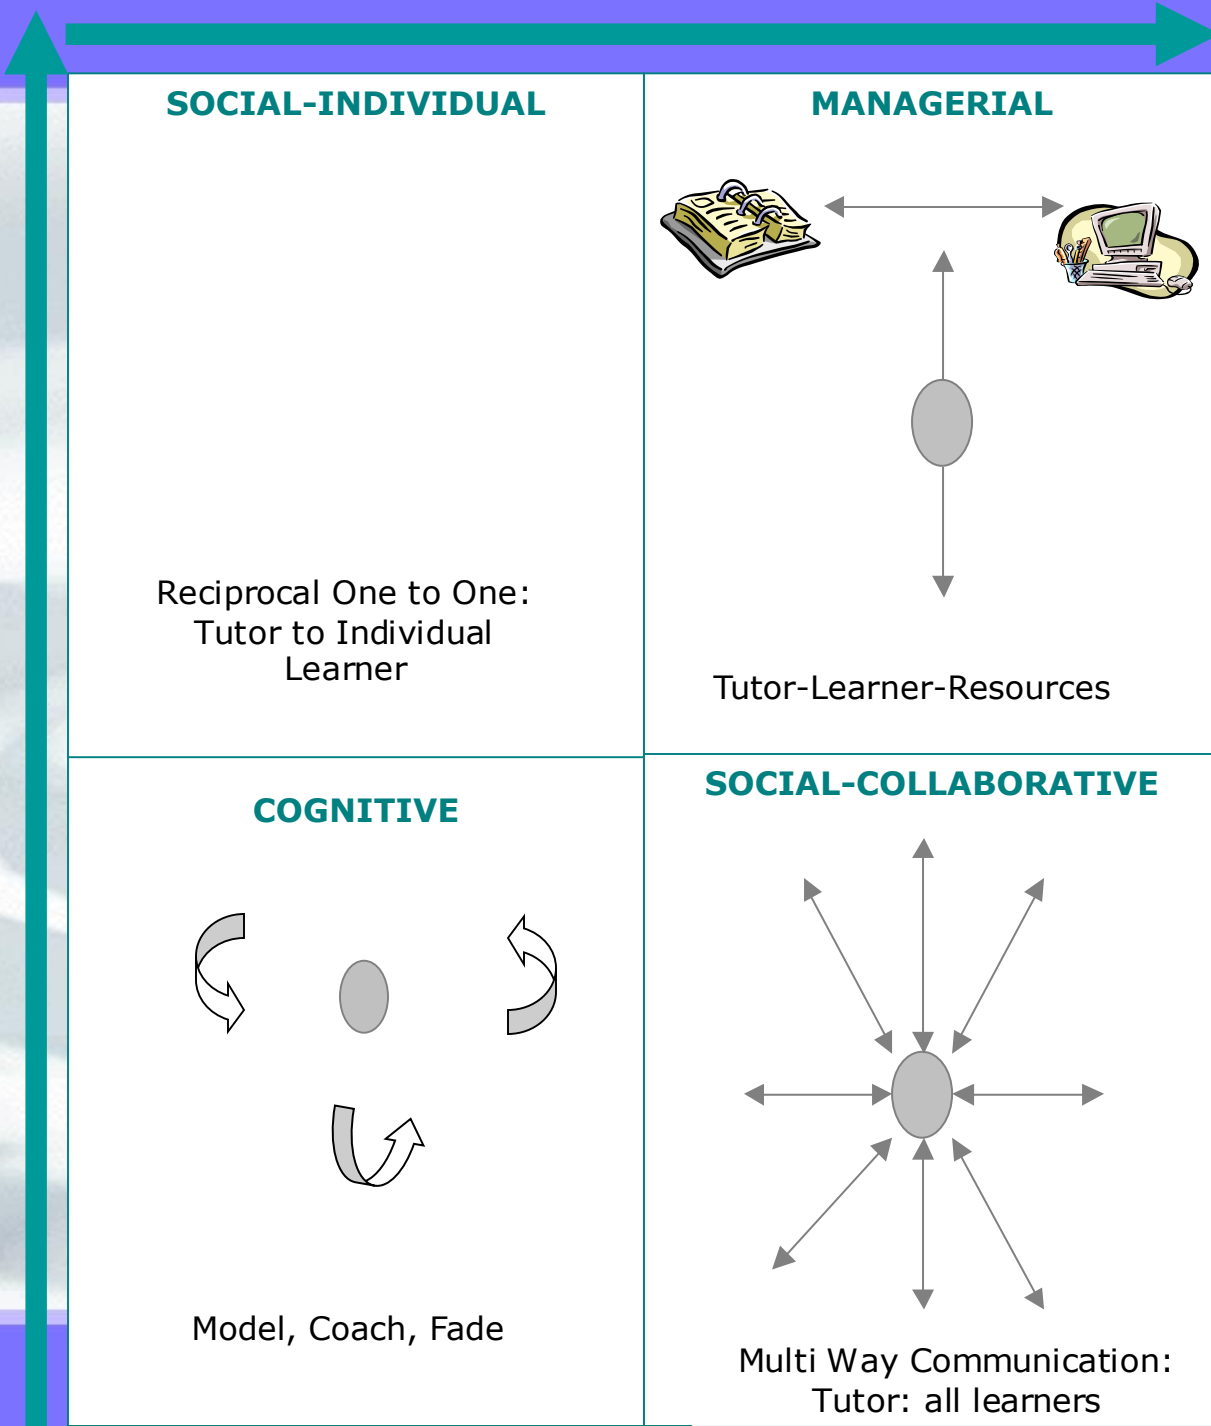 SOCIAL-INDIVIDUAL
Reciprocal One to One:
Tutor to Individual
Learner
MANAGERIAL
Tutor-Learner-Resources
COGNITIVE
Model, Coach, Fade
SOCIAL-COLLABORATIVE
Multi Way Communication:
Tutor: all learners